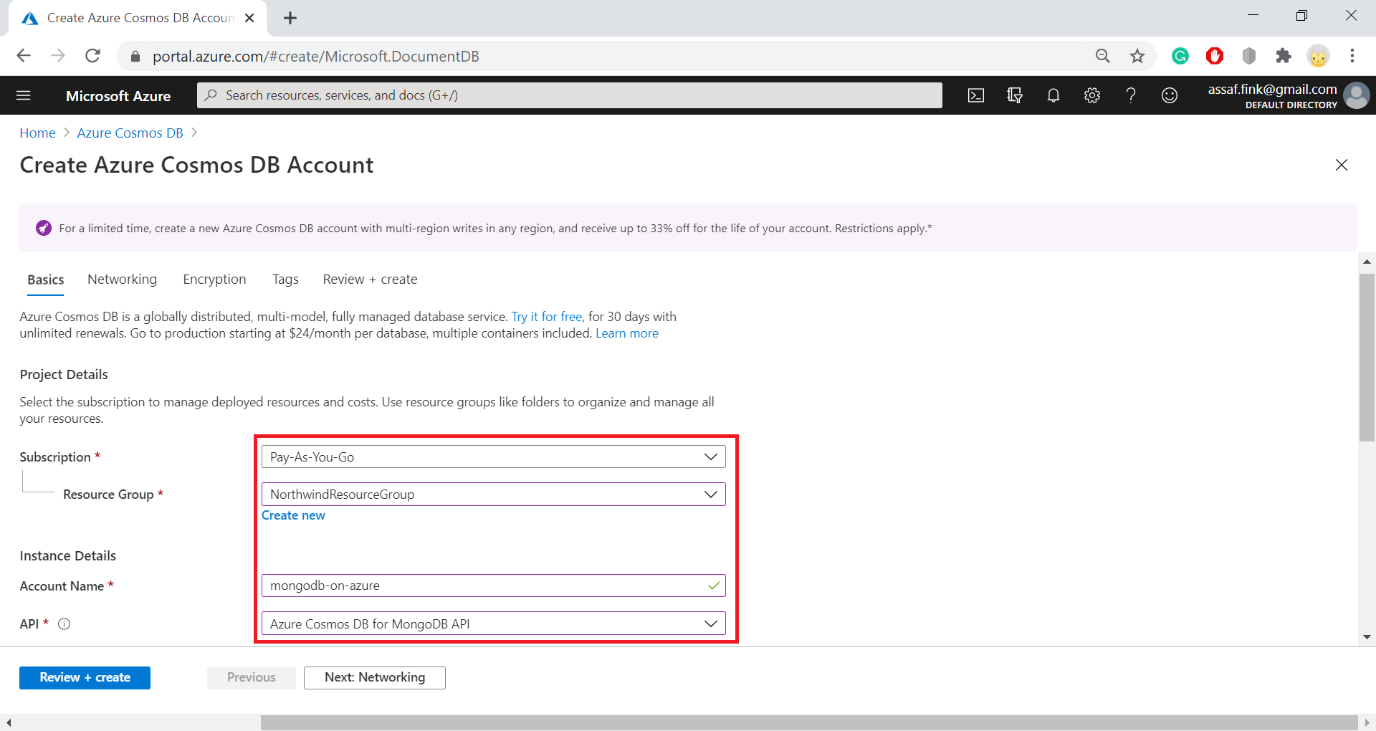 Create Azure Cosmos DB Accoun
portal.azure.com/#create/Microsoft.DocumentDB
Microsoft Azure
Search resources, services, and docs (G+/)
assaf.fink@gmail.com
DEFAULT DIRECTORY
Home > Azure Cosmos DB >
Create Azure Cosmos DB Account
For a limited time, create a new Azure Cosmos DB account with multi-region writes in any region, and receive up to 33% off for the life of your account. Restrictions apply.*
Basics Networking Encryption Tags Review + create
Azure Cosmos DB is a globally distributed, multi-model, fully managed database service. Try it for free, for 30 days with
unlimited renewals. Go to production starting at $24/month per database, multiple containers included. Learn more
Project Details
Select the subscription to manage deployed resources and costs. Use resource groups like folders to organize and manage all
your resources.
Subscription * Pay-As-You-Go
Resource Group * NorthwindResourceGroup
Create new
Instance Details
Account Name * mongodb-on-azure
API * Azure Cosmos DB for MongoDB API
Review + create Previous Next: Networking